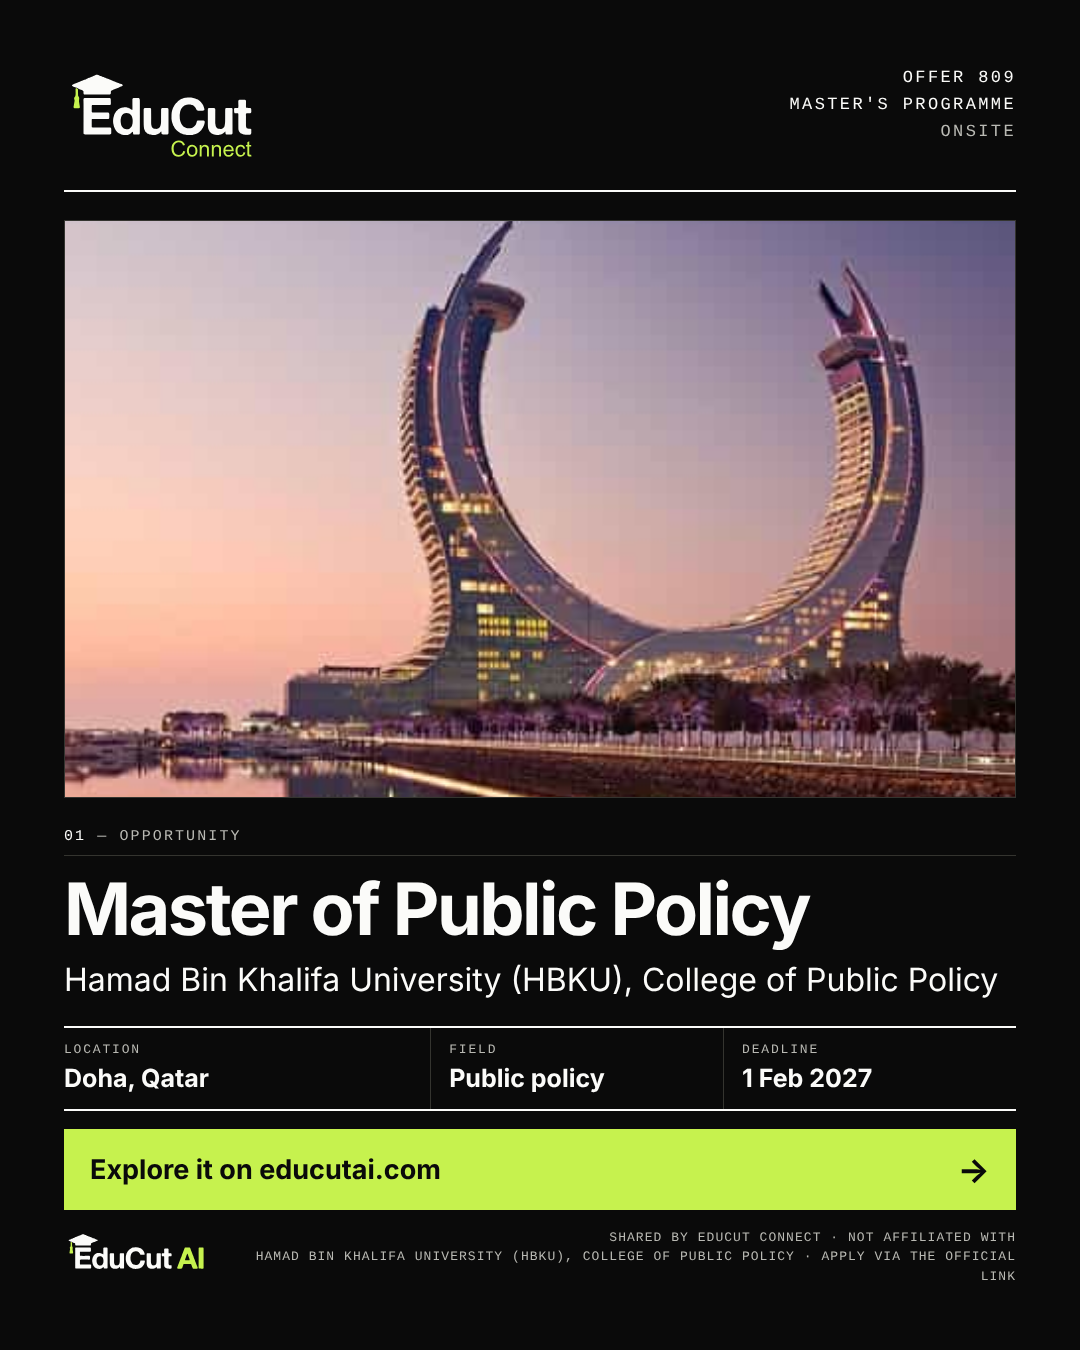 EduCut
Connect
OFFER 809
MASTER'S PROGRAMME
ONSITE
01 — OPPORTUNITY
Master of Public Policy
Hamad Bin Khalifa University (HBKU), College of Public Policy
LOCATION
Doha, Qatar
FIELD
Public policy
DEADLINE
1 Feb 2027
Explore it on educutai.com →
EduCut AI
SHARED BY EDUCUT CONNECT · NOT AFFILIATED WITH
HAMAD BIN KHALIFA UNIVERSITY (HBKU), COLLEGE OF PUBLIC POLICY · APPLY VIA THE OFFICIAL
LINK